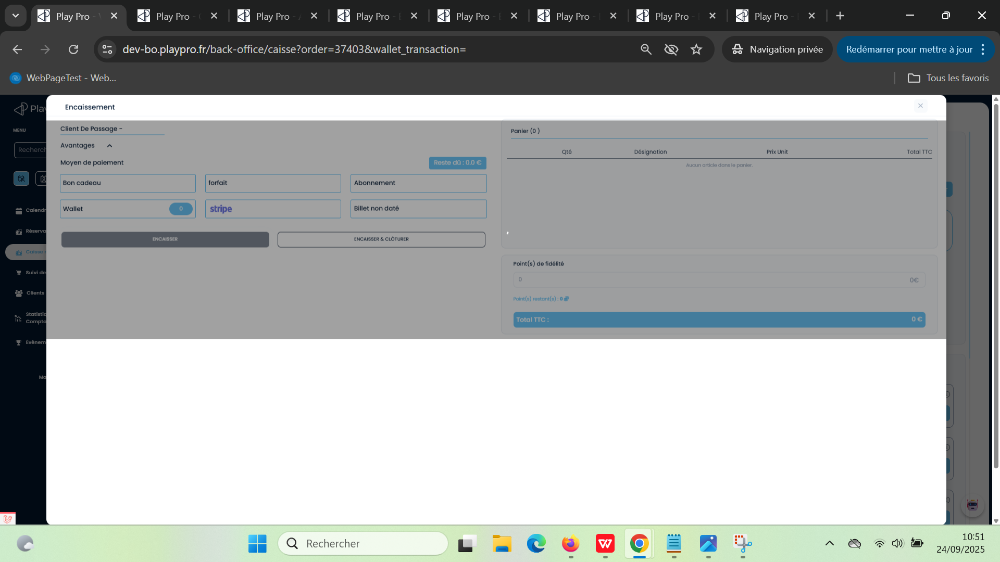 Play Pro - 
Play Pro - 
Play Pro - 
Play Pro - 
Play Pro - 
Play Pro - 
Play Pro - 
Play Pro - 
dev-bo.playpro.fr/back-office/caisse?order=37403&wallet_transaction=
Navigation privée
Redémarrer pour mettre à jour
WebPageTest - Web...
Tous les favoris
Play
Encaissement
MENU
Client De Passage -
Avantages
Moyen de paiement
Reste dû : 0.0 €
Bon cadeau
forfait
Abonnement
Wallet
0
stripe
Billet non daté
ENCAISSER
ENCAISSER & CLÔTURER
Panier (0 )
Qté
Désignation
Prix Unit
Total TTC
Aucun article dans le panier.
Point(s) de fidélité
0
0€
Point(s) restant(s) : 0
Total TTC :
0 €
Recherch
Calendr
Réserva
Caisse r
Suivi de
Clients
Statistiq
Compta
Évènem
Ma
Rechercher
10:51
24/09/2025